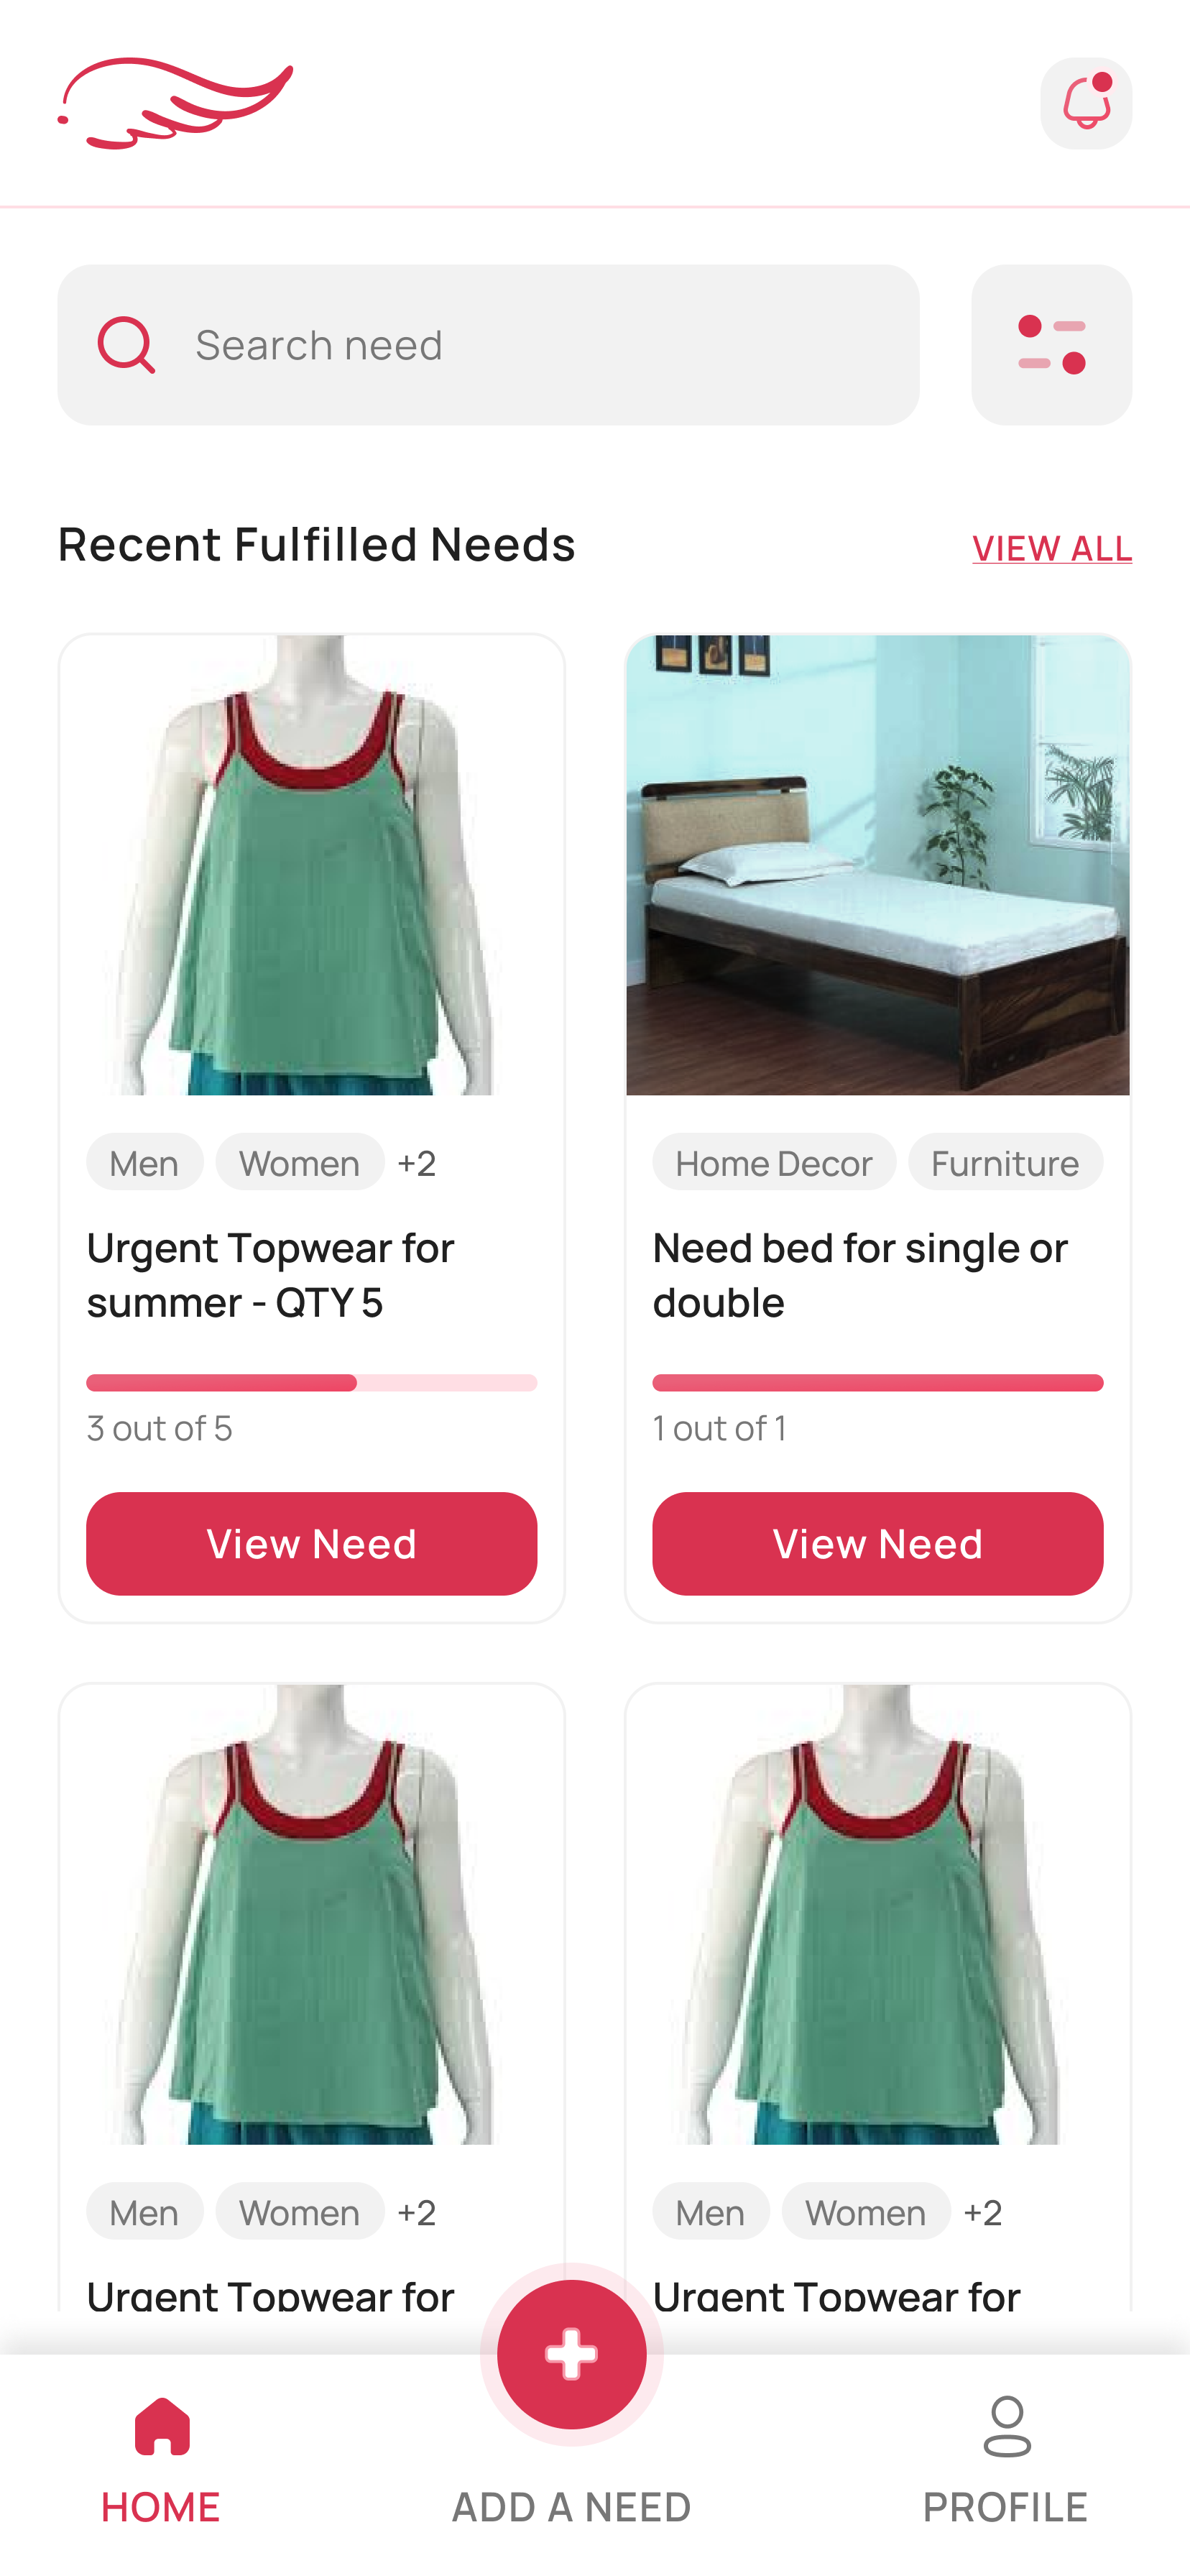 Search need
Recent Fulfilled Needs
VIEW ALL
Men
Women
+2
Urgent Topwear for
summer - QTY 5
3 out of 5
View Need
Home Decor
Furniture
Need bed for single or
double
1 out of 1
View Need
Men
Women
+2
Urgent Topwear for
Men
Women
+2
Urgent Topwear for
HOME
ADD A NEED
PROFILE